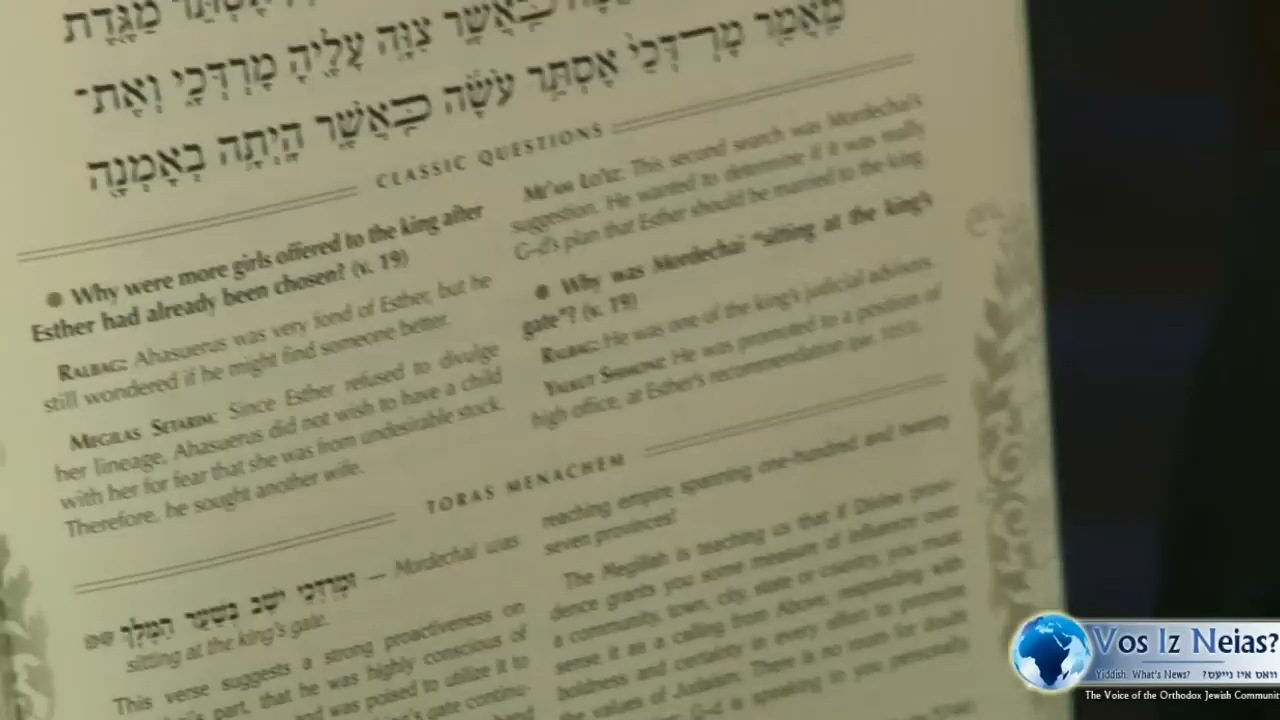 אֶסְתֵּר מַגֶּדֶת
כַּאֲשֶׁר צִוָּה עָלֶיהָ מָרְדֳּכָי וְאֶת־
מַאֲמַר מָרְדֳּכַי אֶסְתֵּר עֹשָׂה כַּאֲשֶׁר הָיְתָה בְאָמְנָה
CLASSIC QUESTIONS
● Why were more girls offered to the king after
Esther had already been chosen? (v. 19)
RALBAG: Ahasuerus was very fond of Esther, but he
still wondered if he might find someone better.
MEGILAS SETARIM: Since Esther refused to divulge
her lineage, Ahasuerus did not wish to have a child
with her for fear that she was from undesirable stock.
Therefore, he sought another wife.
ME'AM LO'EZ: This second search was Mordechai's
suggestion. He wanted to determine if it was really
G-d's plan that Esther should be married to the king.
● Why was Mordechai "sitting at the king's
gate"? (v. 19)
RALBAG: He was one of the king's judicial advisors.
YALKUT SHIMONI: He was promoted to a position of
high office, at Esther's recommendation
TORAS MENACHEM
וּמָרְדֳּכַי יֹשֵׁב בְּשַׁעַר הַמֶּלֶךְ — Mordechai was
sitting at the king's gate.
This verse suggests a strong proactiveness on
part, that he was highly conscious of
and was poised to utilize it to
gate
reaching empire spanning one-hundred and twenty
seven provinces!
The Megillah is teaching us that if Divine provi-
dence grants you some measure of influence over
a community, town, city, state or country, you must
sense it as a calling from Above, responding with
boldness and certainty in every effort to promote
the values of Judaism. There is no room for doubt
G-d is speaking to you personally
Vos Iz Neias?
Yiddish: What's News? וואס איז נייעס?
The Voice of the Orthodox Jewish Communit